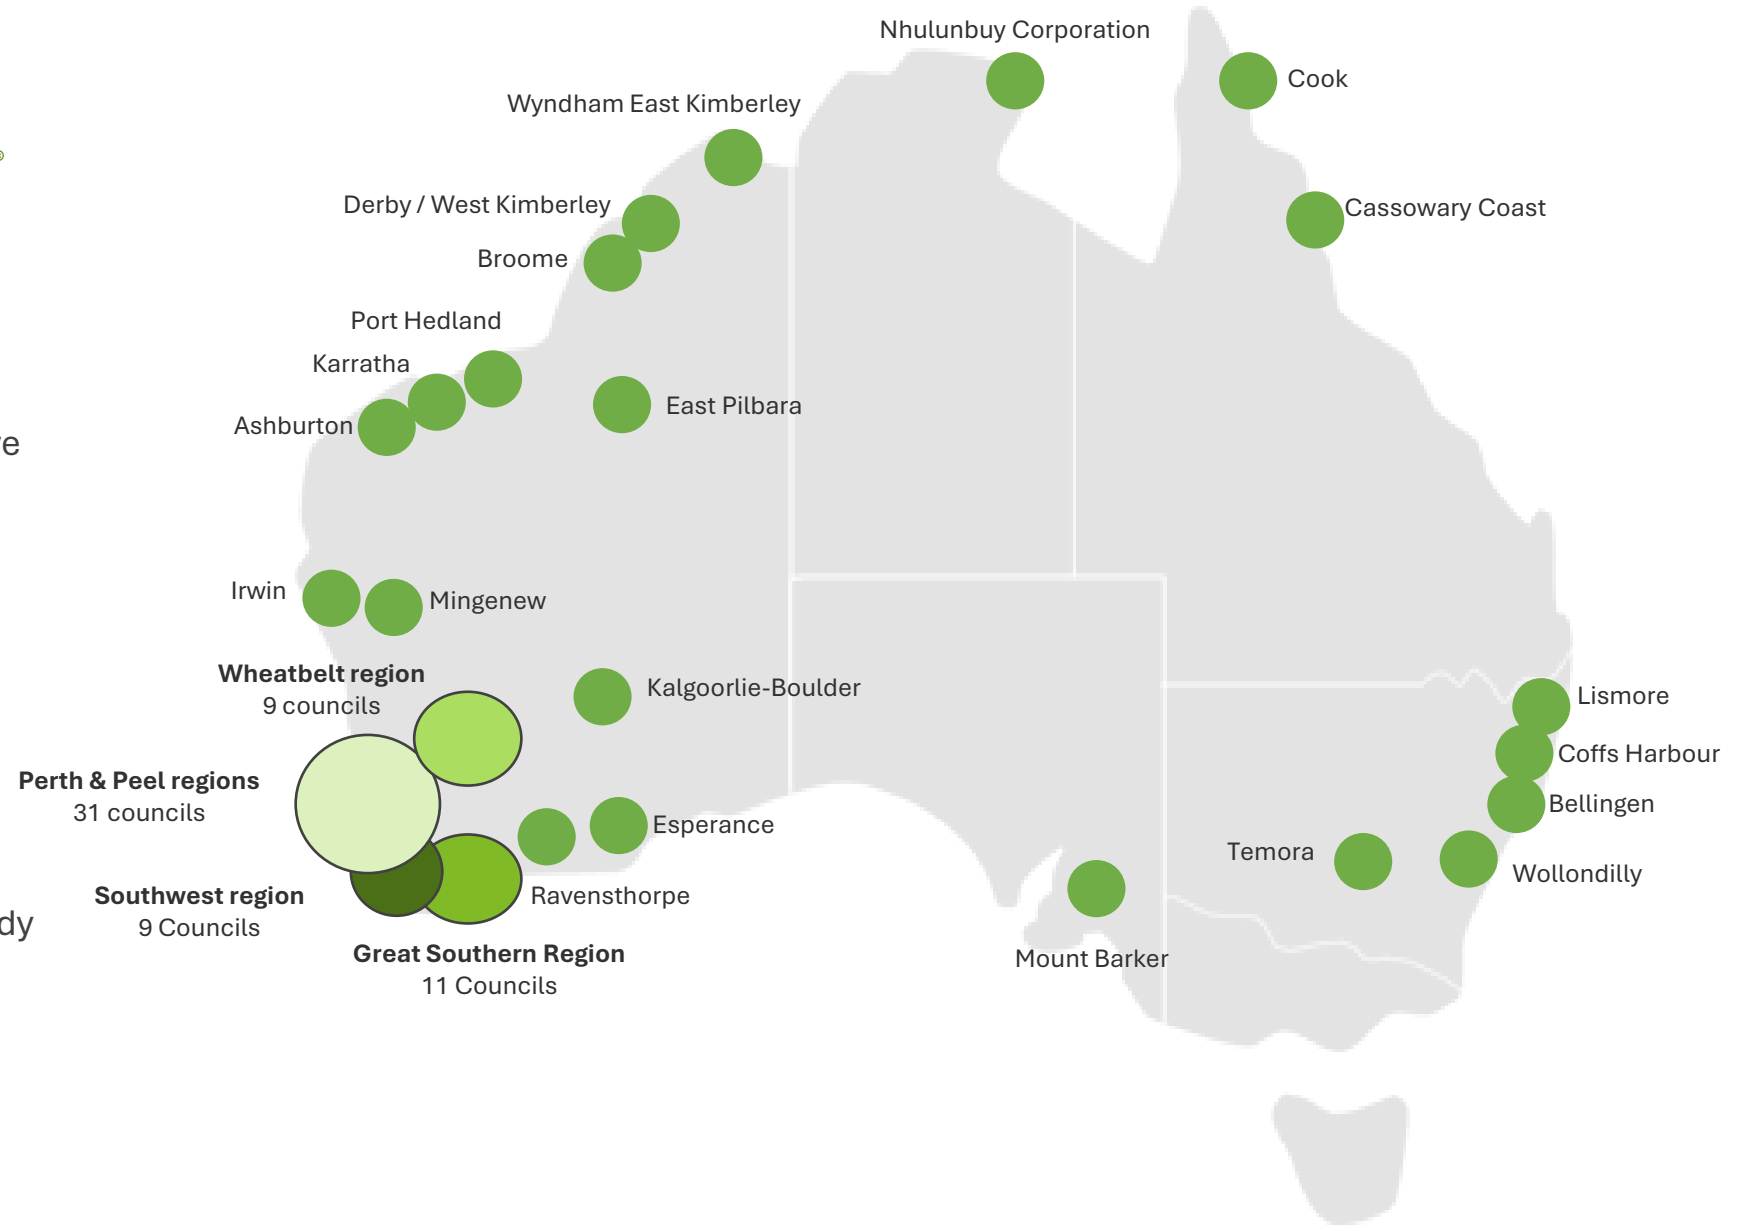 Nhulunbuy Corporation
Cook
Wyndham East Kimberley
®
Derby / West Kimberley
Cassowary Coast
Broome
Port Hedland
Karratha
East Pilbara
Ashburton
Irwin
Mingenew
Wheatbelt region
9 councils
Kalgoorlie-Boulder
Lismore
Coffs Harbour
Perth & Peel regions
31 councils
Bellingen
Esperance
Temora
Wollondilly
Southwest region
9 Councils
Ravensthorpe
dy
Great Southern Region
11 Councils
Mount Barker